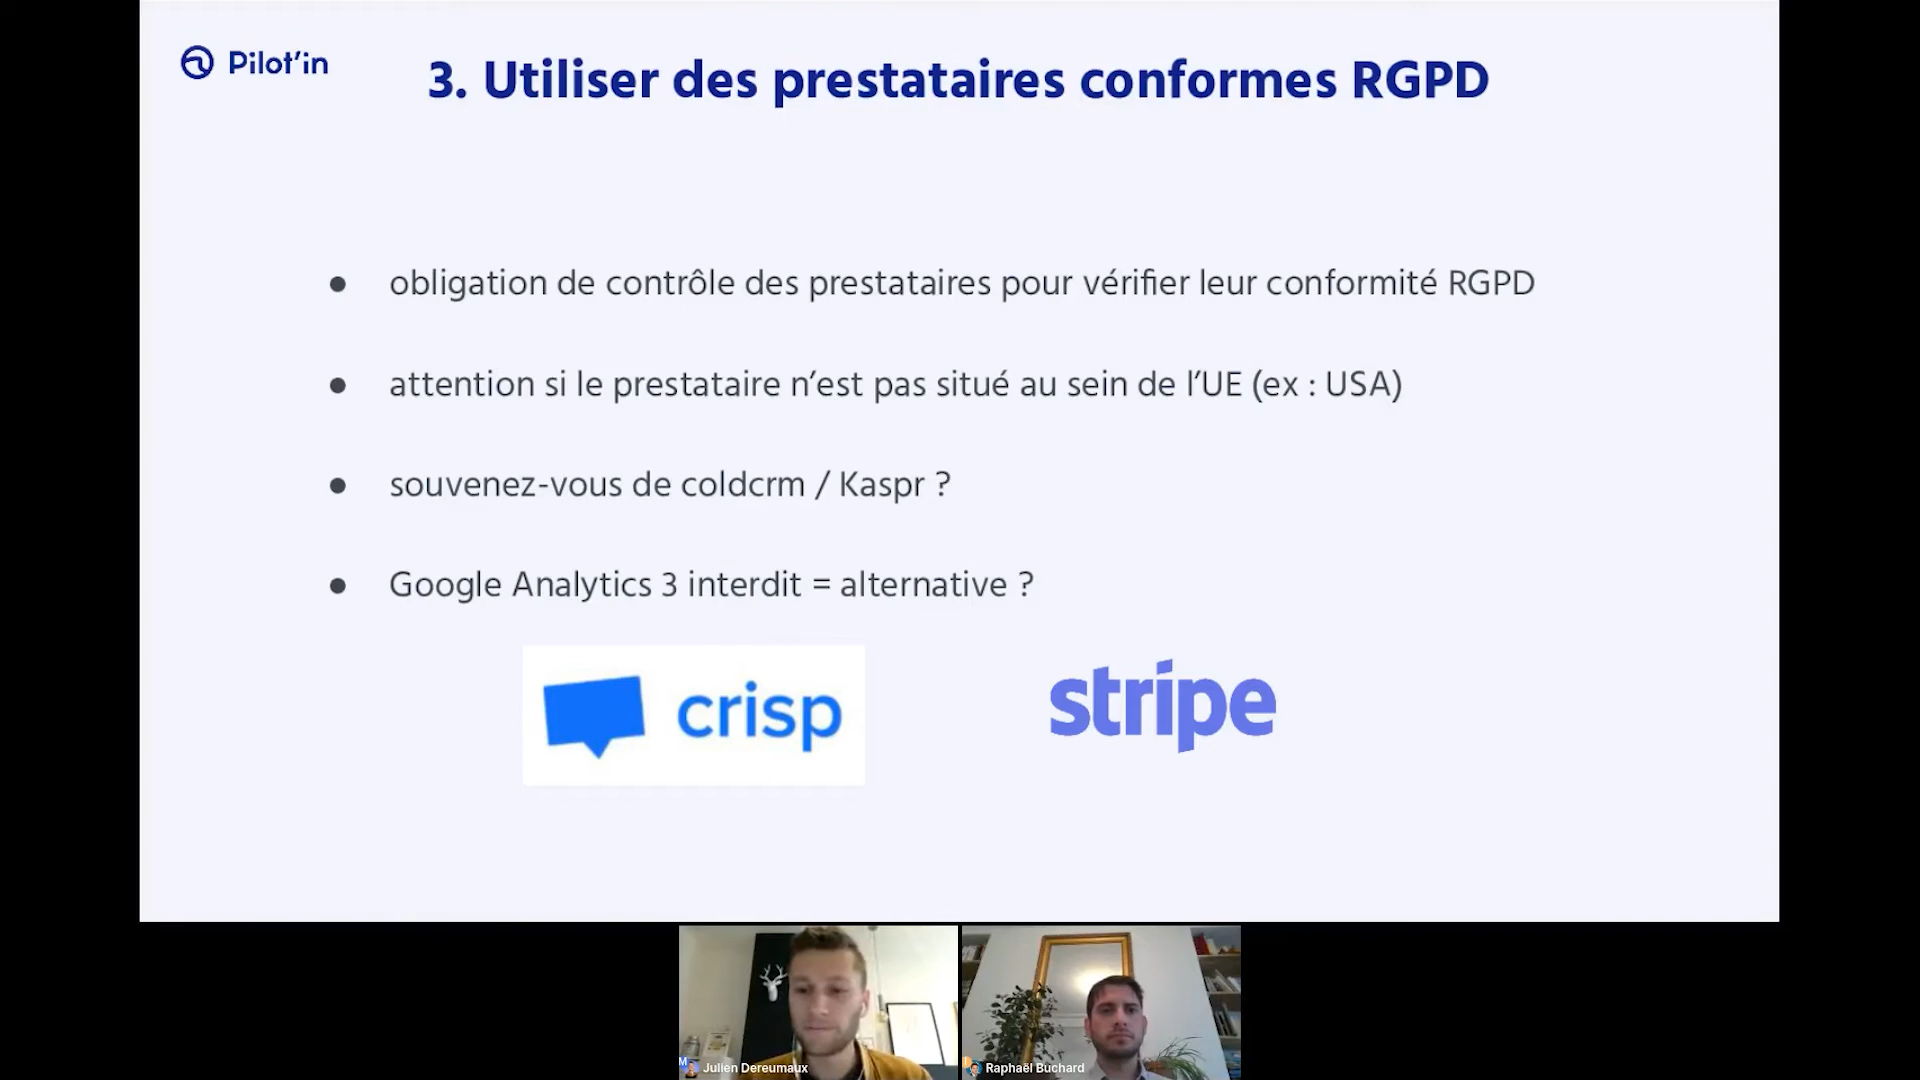 Pilot'in
3. Utiliser des prestataires conformes RGPD
● obligation de contrôle des prestataires pour vérifier leur conformité RGPD
● attention si le prestataire n’est pas situé au sein de l’UE (ex : USA)
● souvenez-vous de coldcrm / Kaspr ?
● Google Analytics 3 interdit = alternative ?
crisp
stripe
Julien Dereumaux
Raphaël Buchard